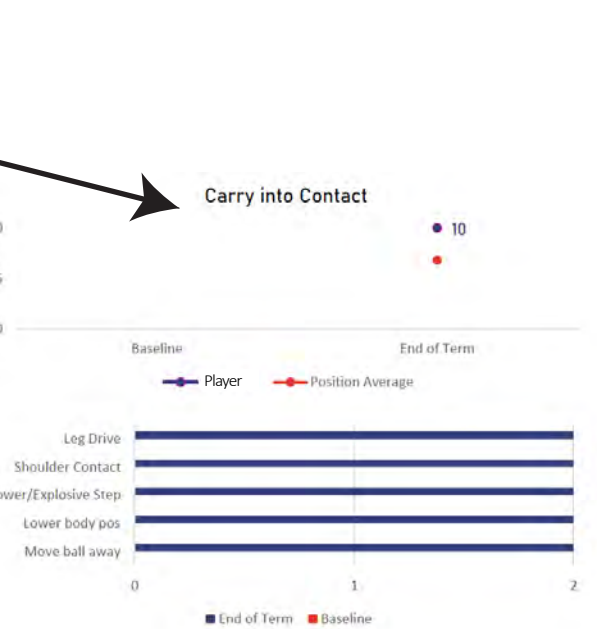 Carry into Contact
10
Baseline
End of Term
Player
Position Average
Leg Drive
Shoulder Contact
ower/Explosive Step
Lower body pos
Move ball away
0
1
2
End of Term
Baseline